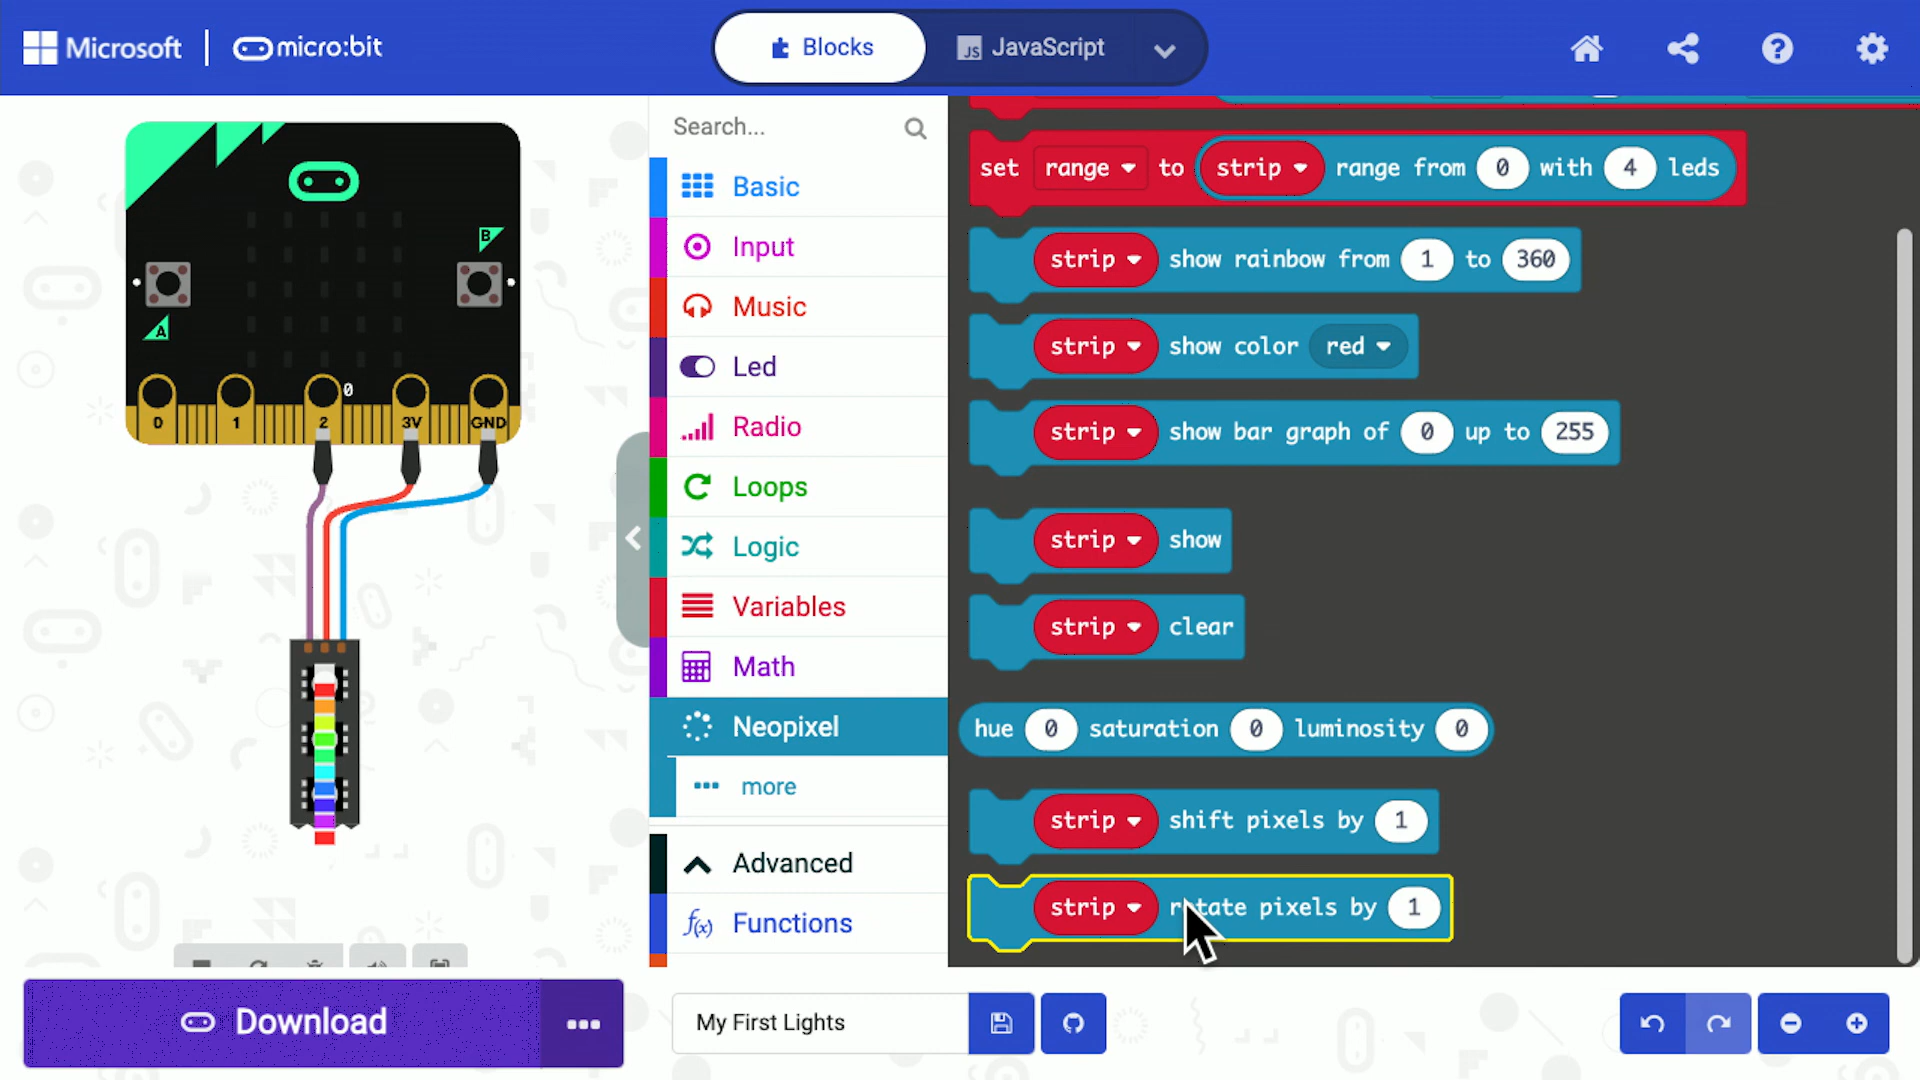 Microsoft | micro:bit
Blocks
JS JavaScript
Search...
Basic
Input
Music
Led
Radio
Loops
Logic
Variables
Math
Neopixel
more
Advanced
f(x) Functions
set range to strip range from 0 with 4 leds
strip show rainbow from 1 to 360
strip show color red
strip show bar graph of 0 up to 255
strip show
strip clear
hue 0 saturation 0 luminosity 0
strip shift pixels by 1
strip rotate pixels by 1
B
A
0
0 1 2 3V GND
Download
My First Lights